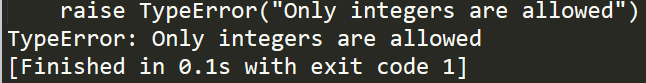 raise TypeError("Only integers are allowed")
TypeError: Only integers are allowed
[Finished in 0.1s with exit code 1]